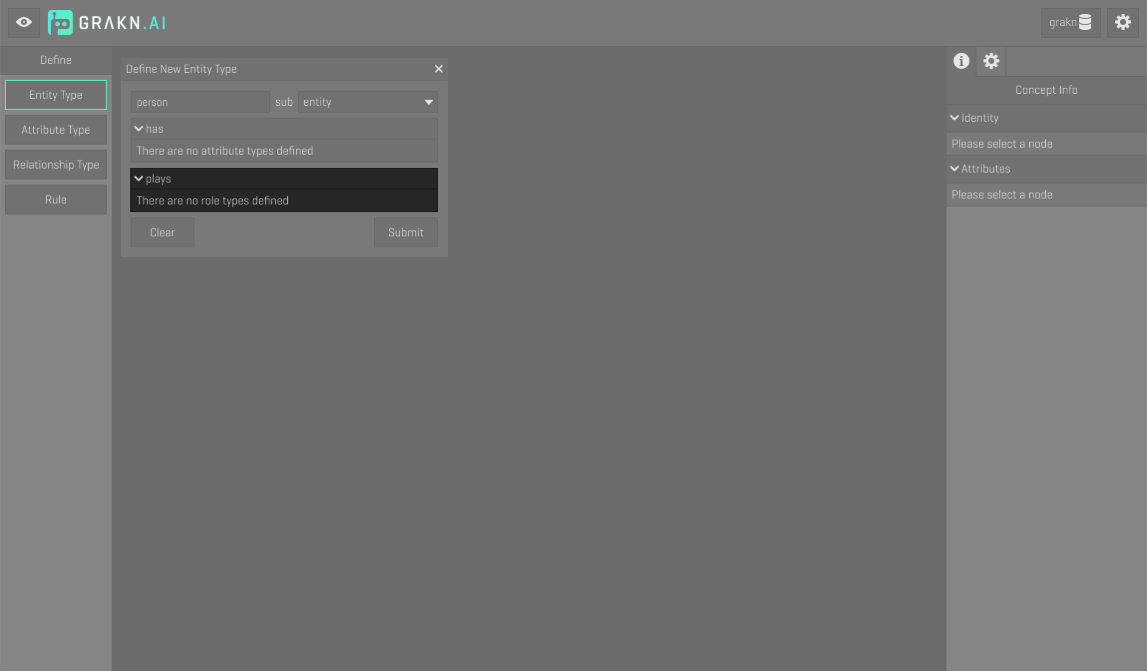 GRAKN.AI
grakn
Define
Entity Type
Attribute Type
Relationship Type
Rule
Define New Entity Type
person sub entity
has
There are no attribute types defined
plays
There are no role types defined
Clear Submit
Concept Info
Identity
Please select a node
Attributes
Please select a node